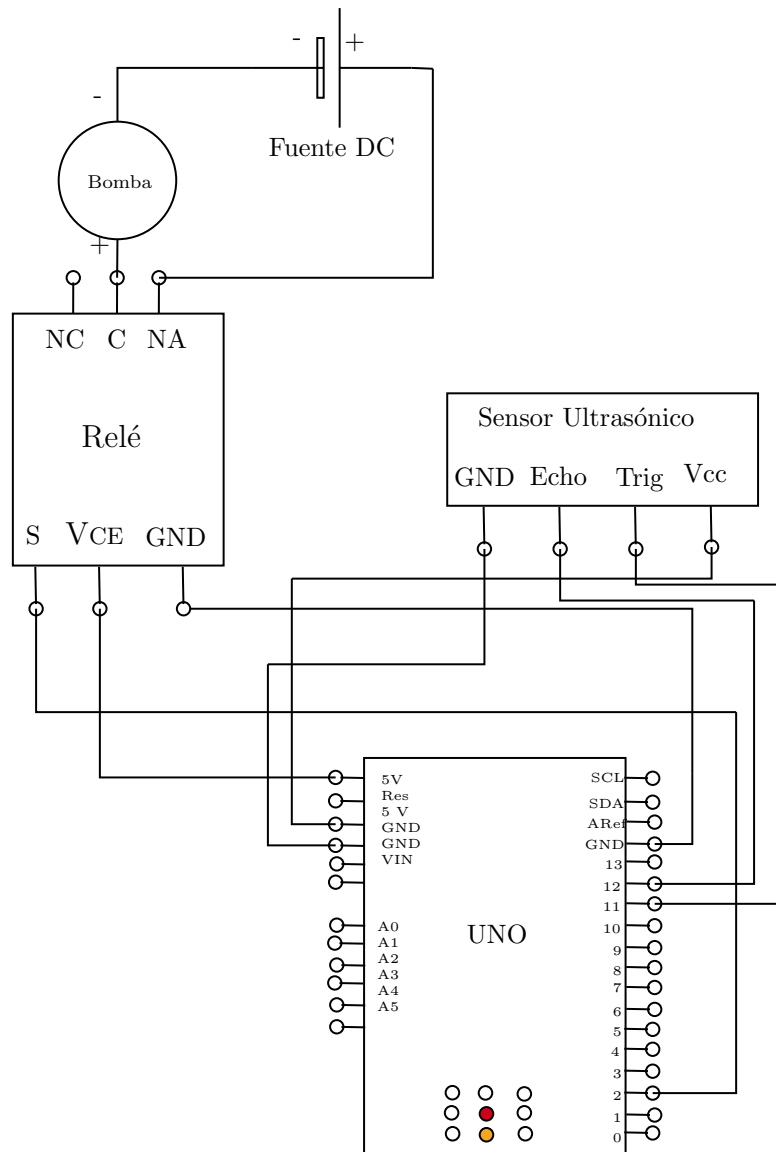 - +
-
Fuente DC
Bomba
+
NC C NA
Relé
S VCE GND
Sensor Ultrasónico
GND Echo Trig Vcc
5V
Res
5 V
GND
GND
VIN
A0
A1
A2
A3
A4
A5
UNO
SCL
SDA
ARef
GND
13
12
11
10
9
8
7
6
5
4
3
2
1
0